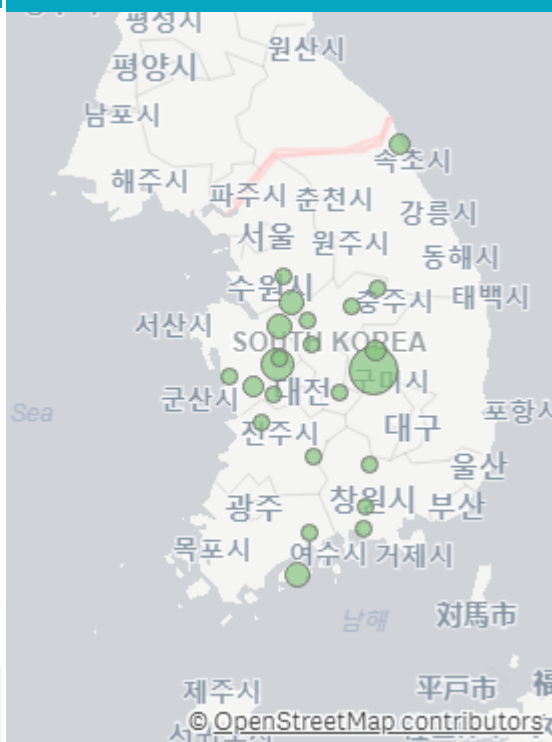 평성시
원산시
평양시
남포시
해주시
속초시
파주시 춘천시
강릉시
서울 원주시
동해시
수원시
충주시 태백시
서산시
SOUTH KOREA
구미시
군산시 대전
Sea
포항시
대구
전주시
울산
창원시 부산
광주
목포시 여수시 거제시
남해
対馬市
제주시
平戸市
福
© OpenStreetMap contributors